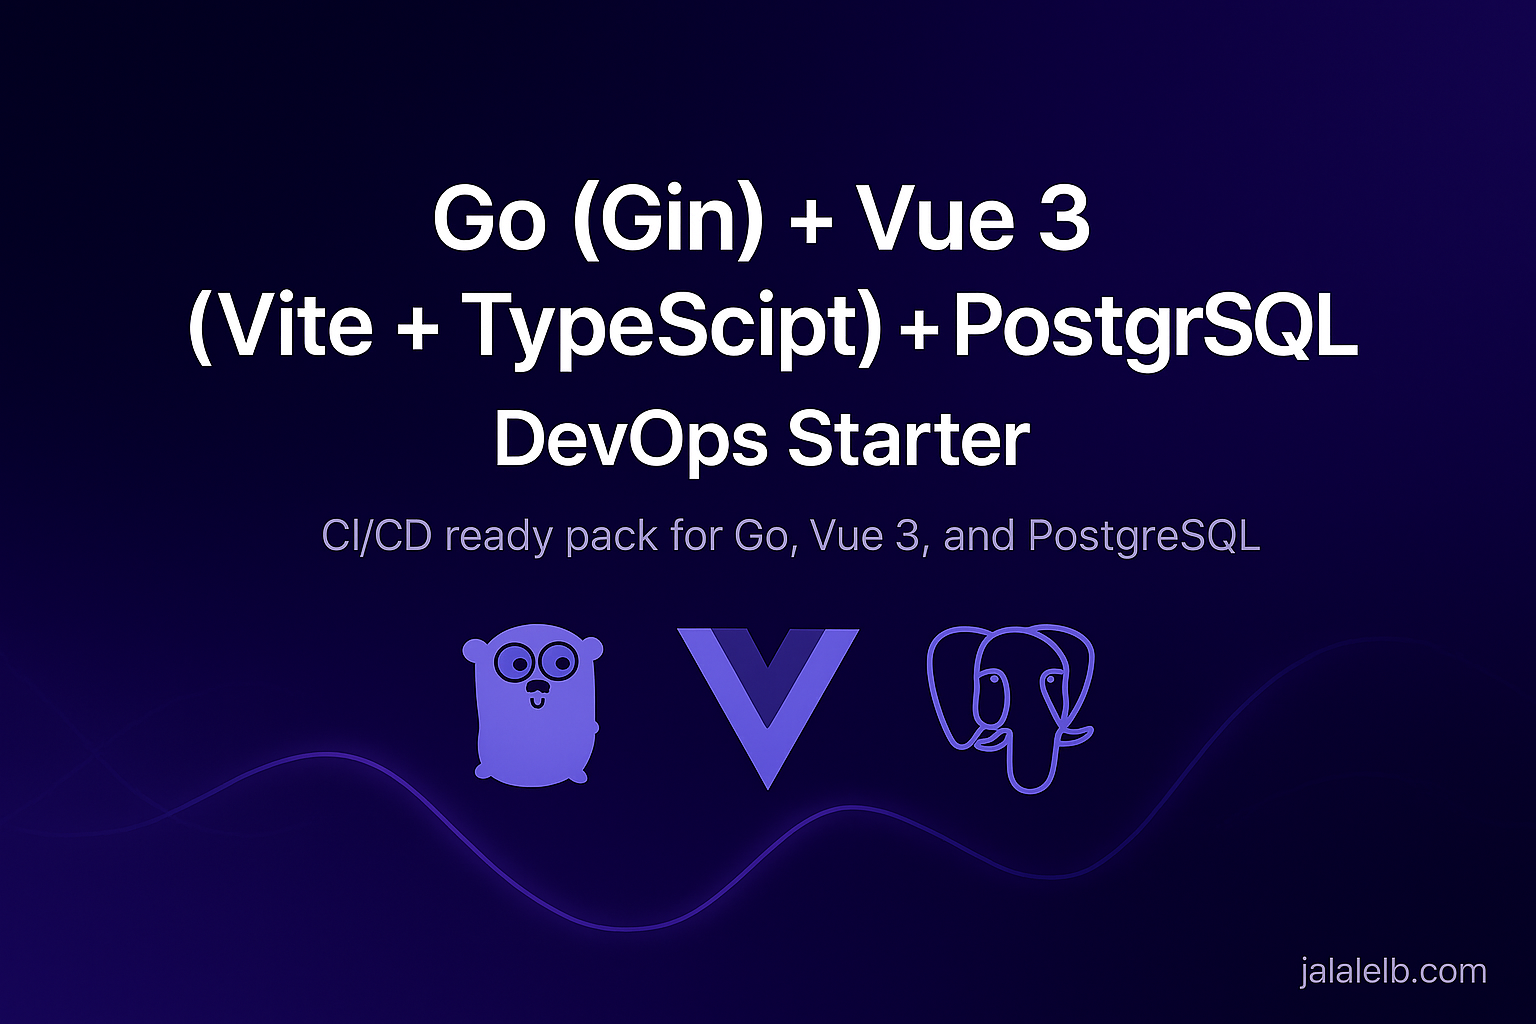 Go (Gin) + Vue 3
(Vite + TypeScipt) + PostgrSQL
DevOps Starter
CI/CD ready pack for Go, Vue 3, and PostgreSQL
jalalelb.com